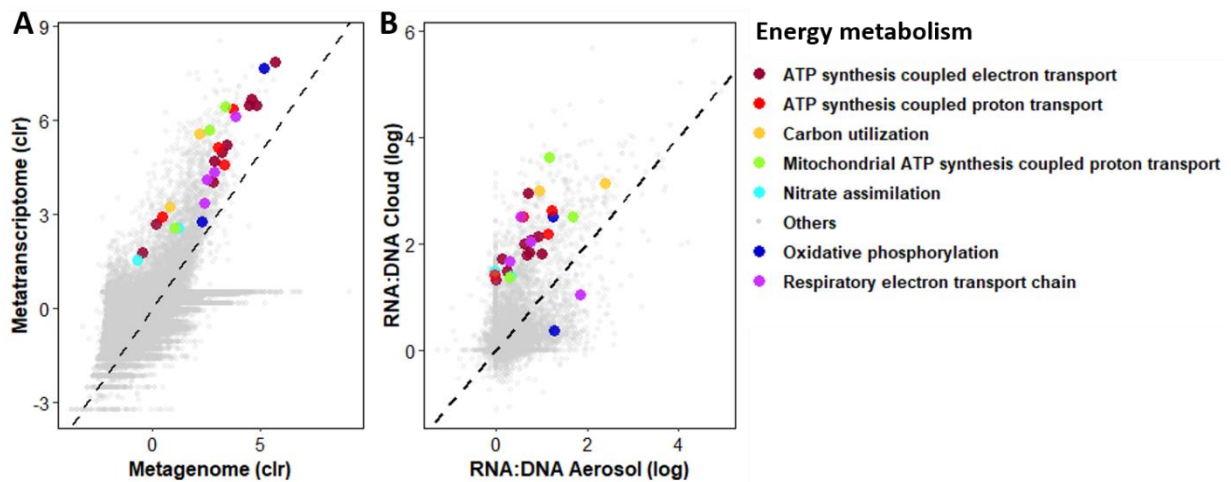 A
9
6
3
0
-3
0
5
Metatranscriptome (clr)
Metagenome (clr)
B
6
4
2
0
0
2
4
RNA:DNA Cloud (log)
RNA:DNA Aerosol (log)
Energy metabolism
ATP synthesis coupled electron transport
ATP synthesis coupled proton transport
Carbon utilization
Mitochondrial ATP synthesis coupled proton transport
Nitrate assimilation
Others
Oxidative phosphorylation
Respiratory electron transport chain